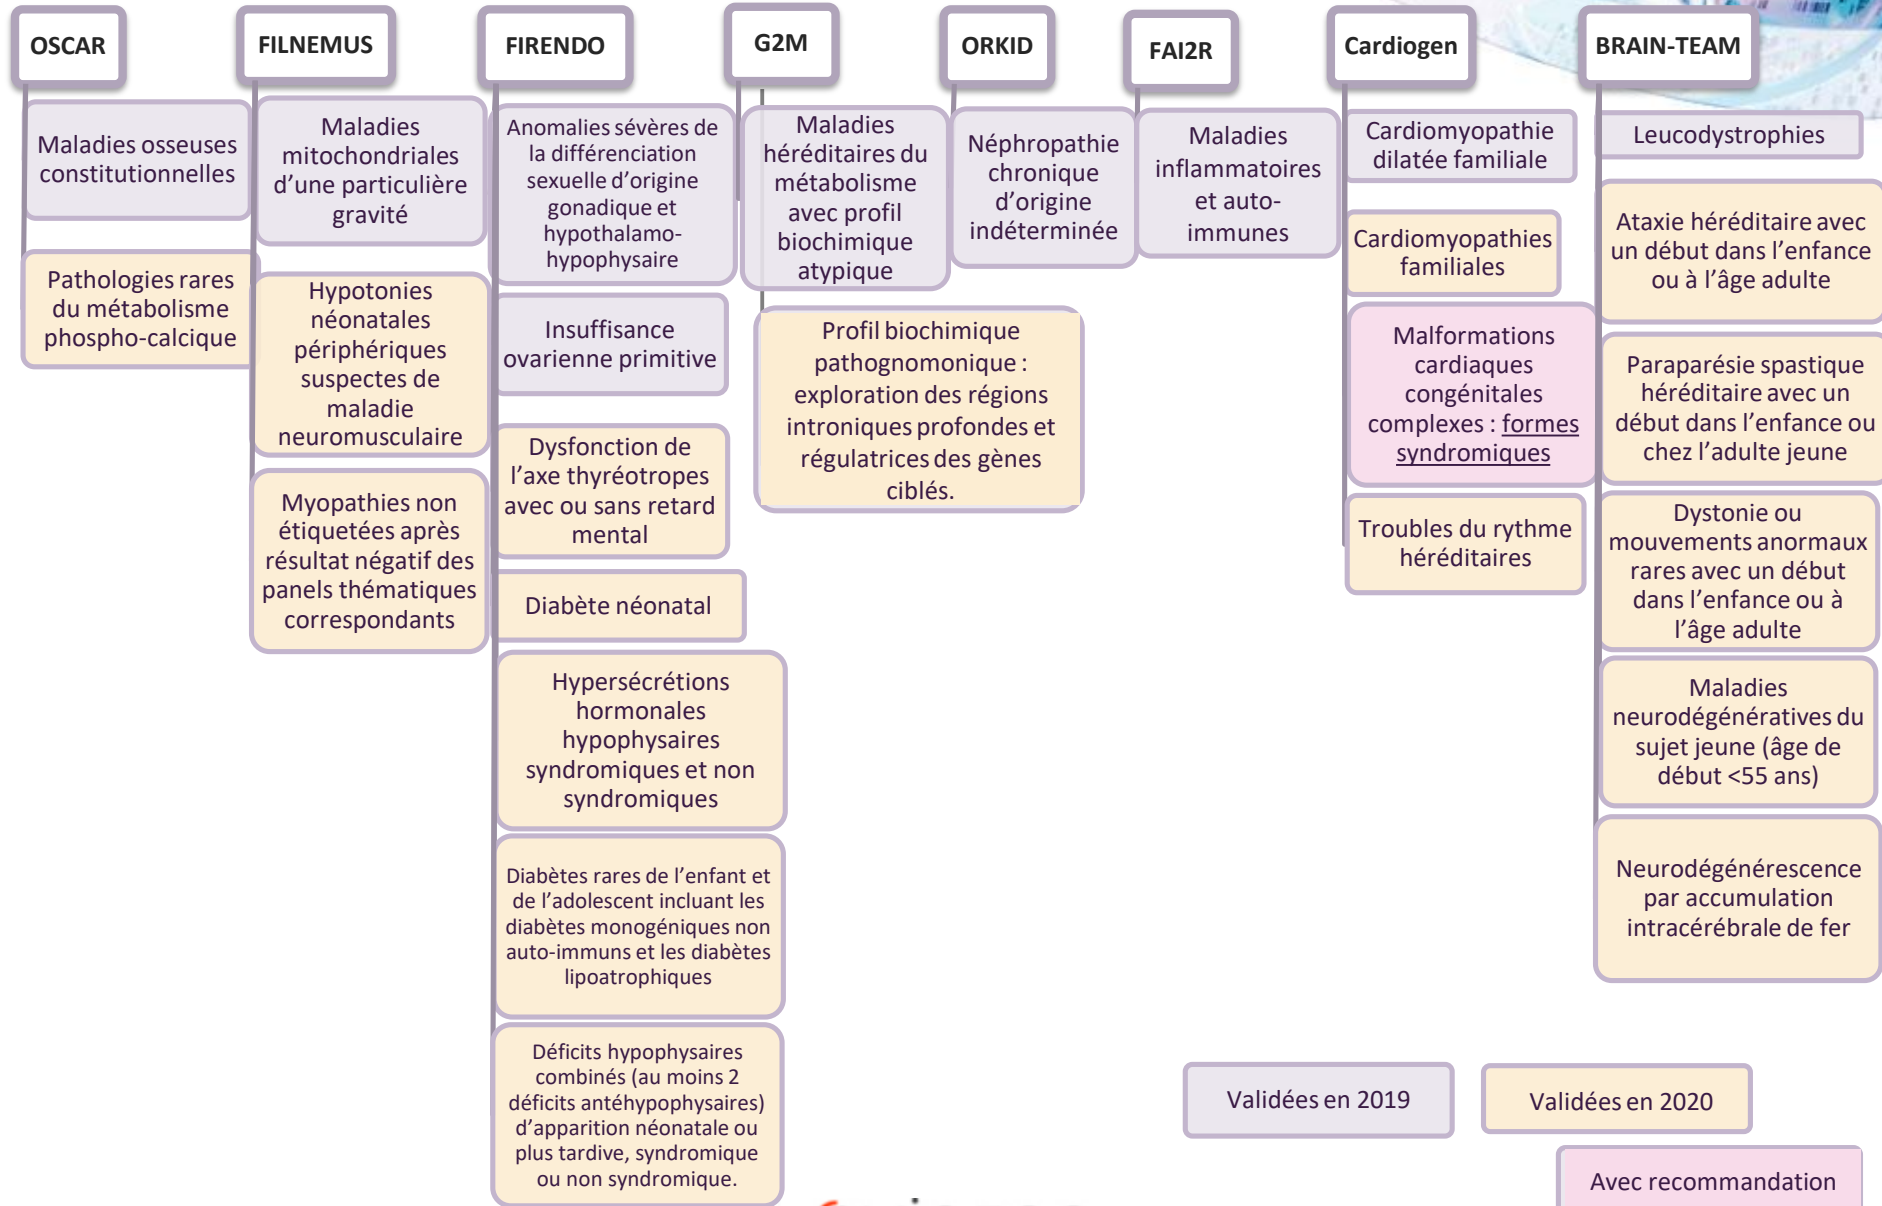 OSCAR
Maladies osseuses
constitutionnelles
Pathologies rares
du métabolisme
phospho-calcique
FILNEMUS
Maladies
mitochondriales
d'une particulière
gravité
Hypotonies
néonatales
périphériques
suspectes de
maladie
neuromusculaire
Myopathies non
étiquetées après
résultat négatif des
panels thématiques
correspondants
FIRENDO
Anomalies sévères de
la différenciation
sexuelle d'origine
gonadique et
hypothalamo-
hypophysaire
Insuffisance
ovarienne primitive
Dysfonction de
l'axe thyréotropes
avec ou sans retard
mental
Diabète néonatal
Hypersécrétions
hormonales
hypophysaires
syndromiques et non
syndromiques
Diabètes rares de l'enfant et
de l'adolescent incluant les
diabètes monogéniques non
auto-immuns et les diabètes
lipoatrophiques
Déficits hypophysaires
combinés (au moins 2
déficits antéhypophysaires)
d'apparition néonatale ou
plus tardive, syndromique
ou non syndromique.
G2M
Maladies
héréditaires du
métabolisme
avec profil
biochimique
atypique
Profil biochimique
pathognomonique :
exploration des régions
introniques profondes et
régulatrices des gènes
ciblés.
ORKID
Néphropathie
chronique
d'origine
indéterminée
FAI2R
Maladies
inflammatoires
et auto-
immunes
Cardiogen
Cardiomyopathie
dilatée familiale
Cardiomyopathies
familiales
Malformations
cardiaques
congénitales
complexes : formes
syndromiques
Troubles du rythme
héréditaires
BRAIN-TEAM
Leucodystrophies
Ataxie héréditaire avec
un début dans l'enfance
ou à l'âge adulte
Paraparésie spastique
héréditaire avec un
début dans l'enfance ou
chez l'adulte jeune
Dystonie ou
mouvements anormaux
rares avec un début
dans l'enfance ou à
l'âge adulte
Maladies
neurodégénératives du
sujet jeune (âge de
début <55 ans)
Neurodégénérescence
par accumulation
intracérébrale de fer
Validées en 2019
Validées en 2020
Avec recommandation